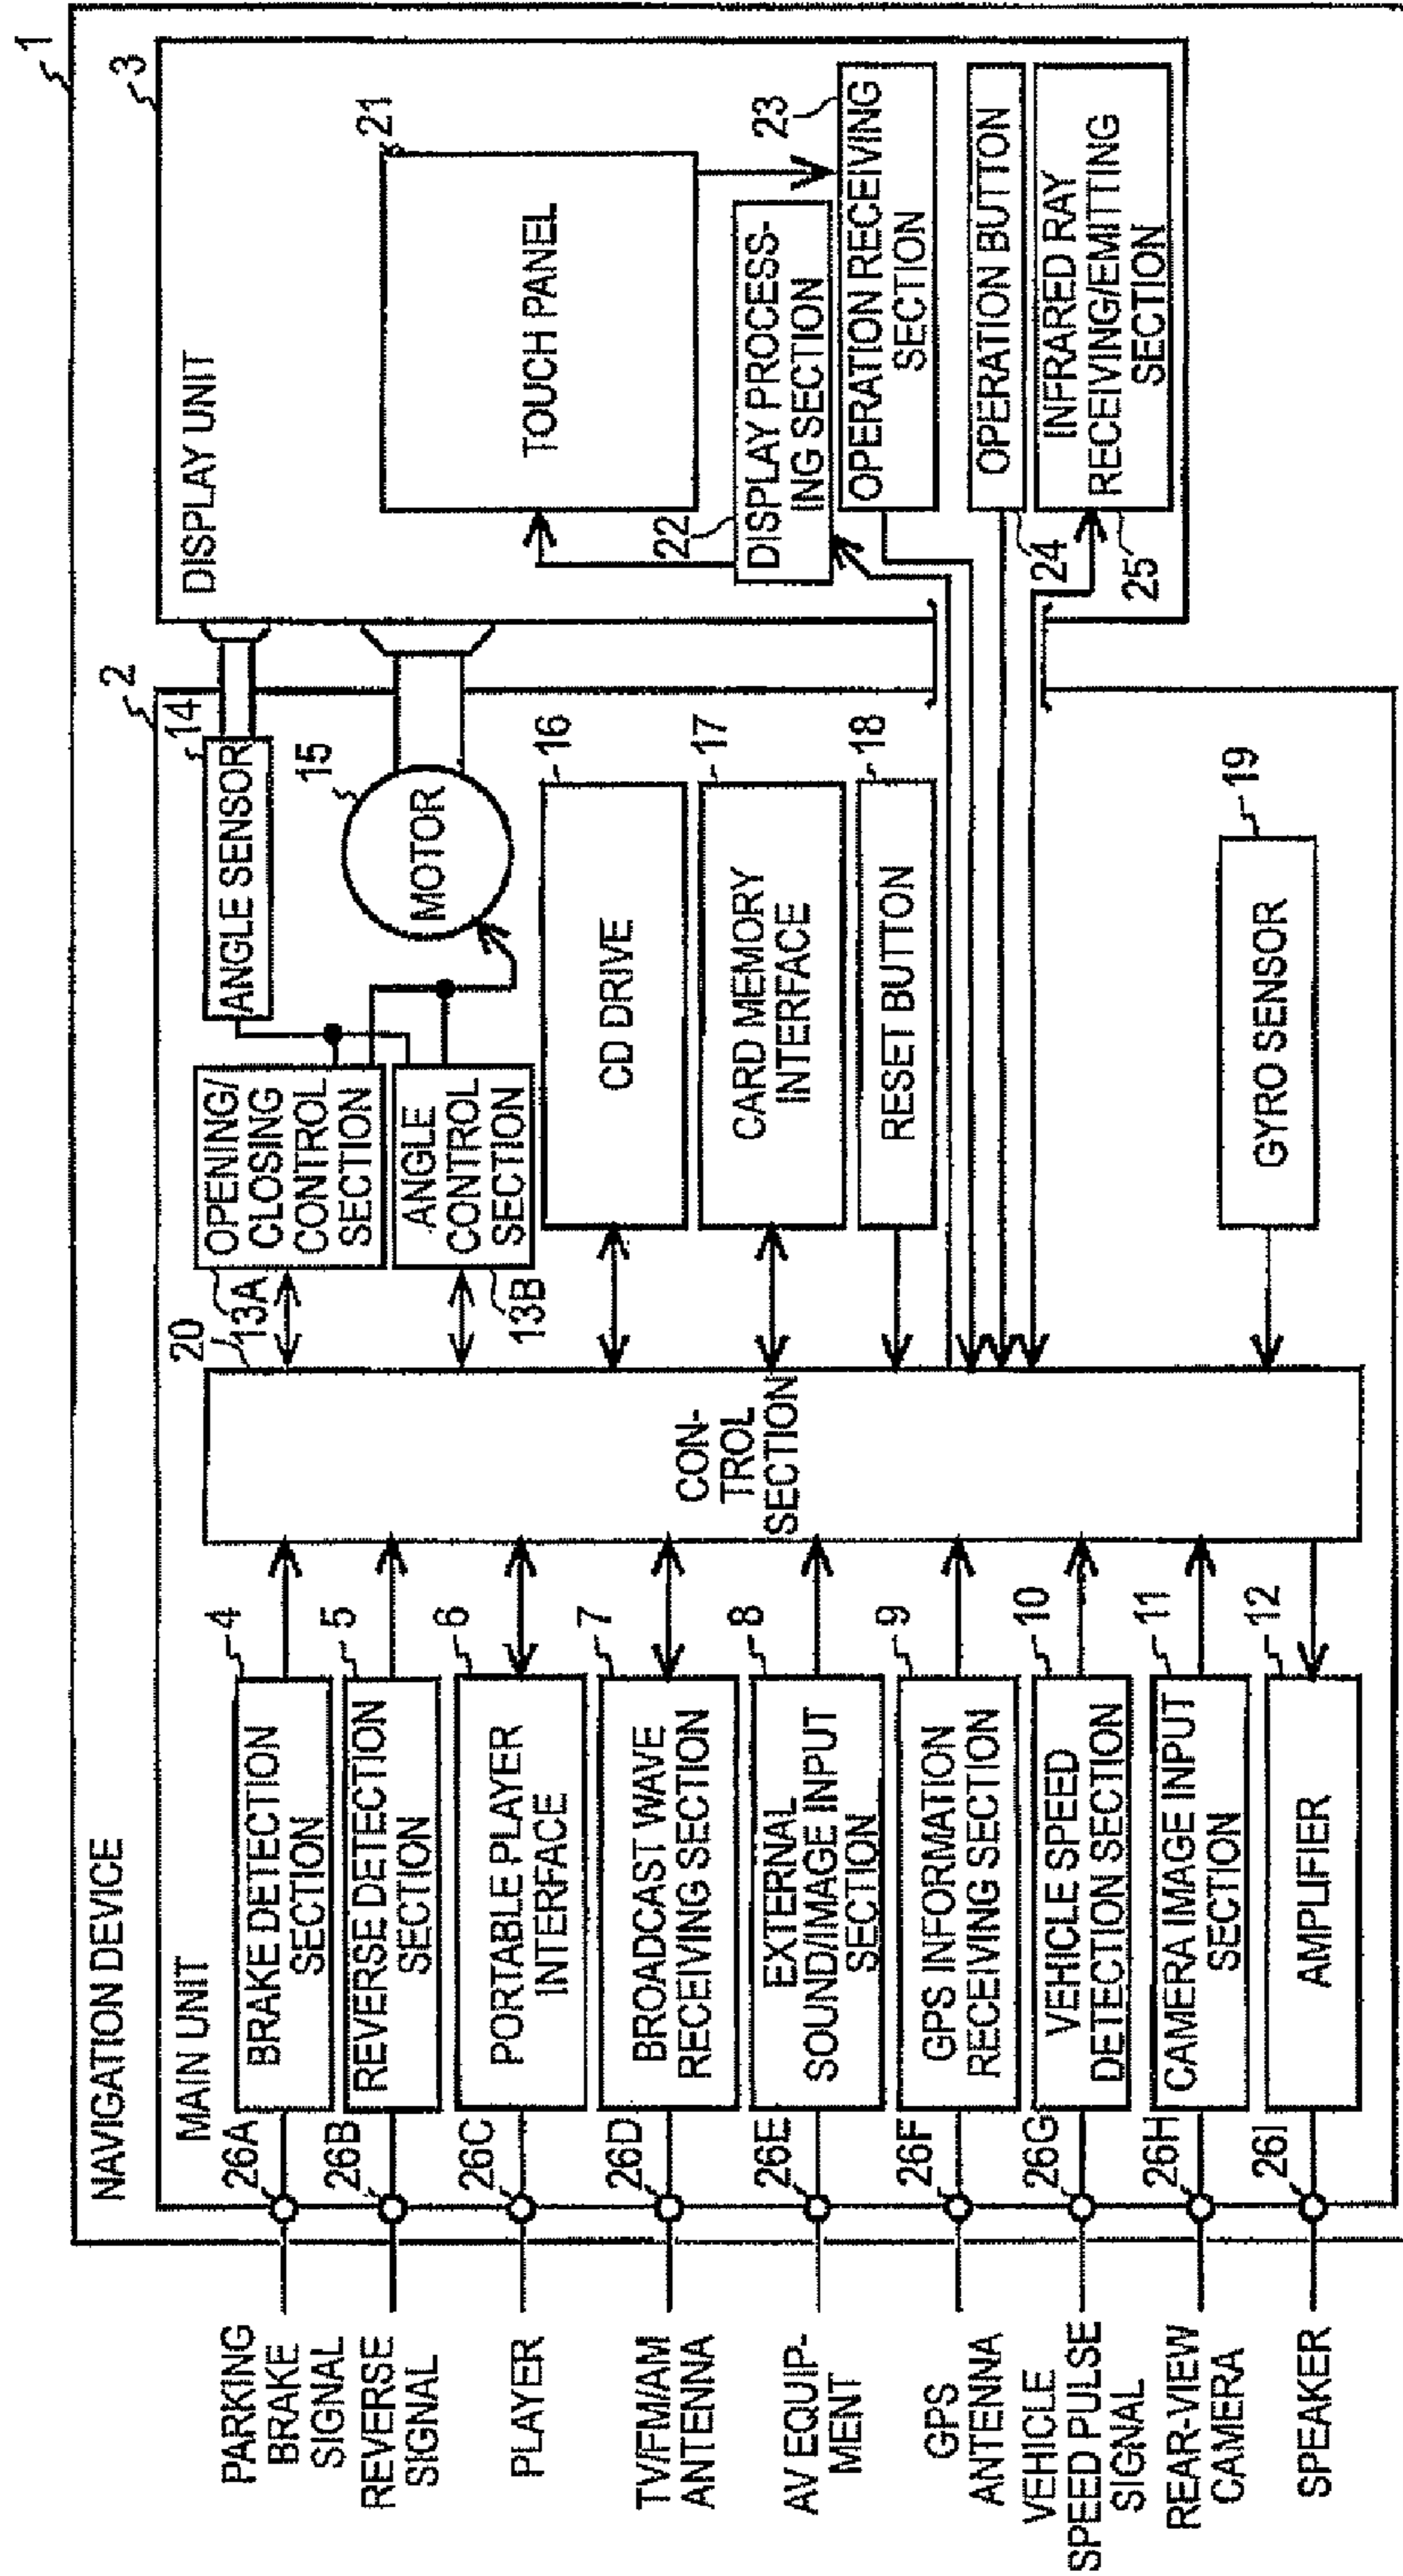 NAVIGATION DEVICE
1
MAIN UNIT
2
DISPLAY UNIT
3
PARKING
BRAKE
SIGNAL
26A
BRAKE DETECTION
SECTION
4
REVERSE
SIGNAL
26B
REVERSE DETECTION
SECTION
5
PLAYER
26C
PORTABLE PLAYER
INTERFACE
6
TV/FM/AM
ANTENNA
26D
BROADCAST WAVE
RECEIVING SECTION
7
AV EQUIP-
MENT
26E
EXTERNAL
SOUND/IMAGE INPUT
SECTION
8
GPS
ANTENNA
26F
GPS INFORMATION
RECEIVING SECTION
9
VEHICLE
SPEED PULSE
SIGNAL
26G
VEHICLE SPEED
DETECTION SECTION
10
REAR-VIEW
CAMERA
26H
CAMERA IMAGE INPUT
SECTION
11
SPEAKER
26I
AMPLIFIER
12
CON-
TROL
SECTION
20
OPENING/
CLOSING
CONTROL
SECTION
13A
ANGLE
CONTROL
SECTION
13B
ANGLE SENSOR
14
MOTOR
15
CD DRIVE
16
CARD MEMORY
INTERFACE
17
RESET BUTTON
18
GYRO SENSOR
19
TOUCH PANEL
21
DISPLAY PROCESS-
ING SECTION
22
OPERATION RECEIVING
SECTION
23
OPERATION BUTTON
24
INFRARED RAY
RECEIVING/EMITTING
SECTION
25